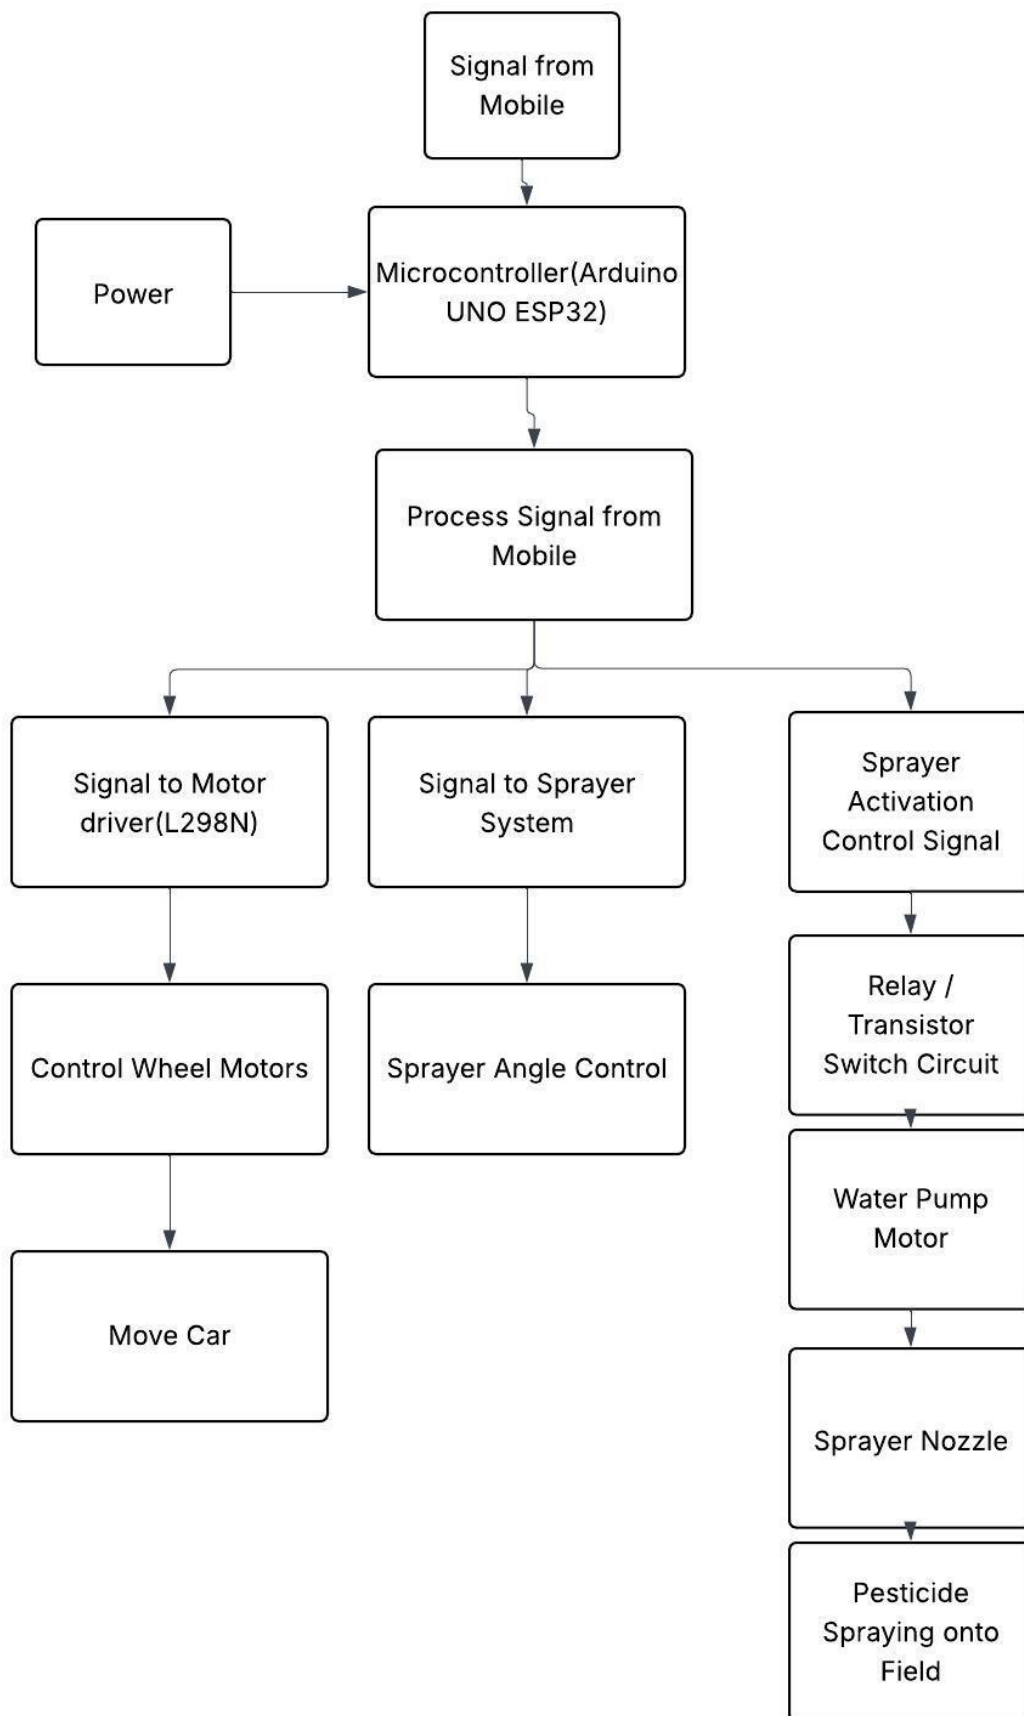 Signal from
Mobile
Power
Microcontroller(Arduino
UNO ESP32)
Process Signal from
Mobile
Signal to Motor
driver(L298N)
Signal to Sprayer
System
Sprayer
Activation
Control Signal
Control Wheel Motors
Sprayer Angle Control
Relay /
Transistor
Switch Circuit
Move Car
Water Pump
Motor
Sprayer Nozzle
Pesticide
Spraying onto
Field